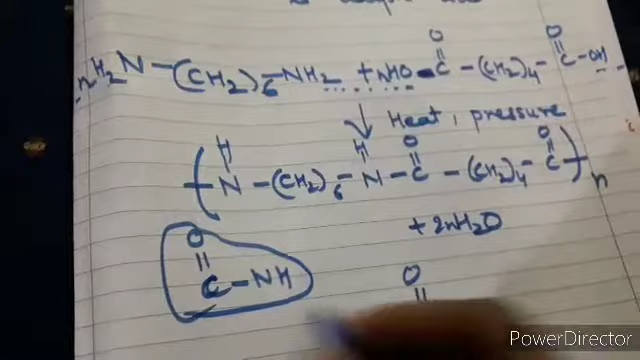 nH₂N-(CH₂)₆-NH₂ + nHO-C-(CH₂)₄-C-OH
O O
Heat, pressure
H H O O
(N-(CH₂)₆-N-C-(CH₂)₄-C)n
+ 2nH₂O
O
C-NH
O
PowerDirector